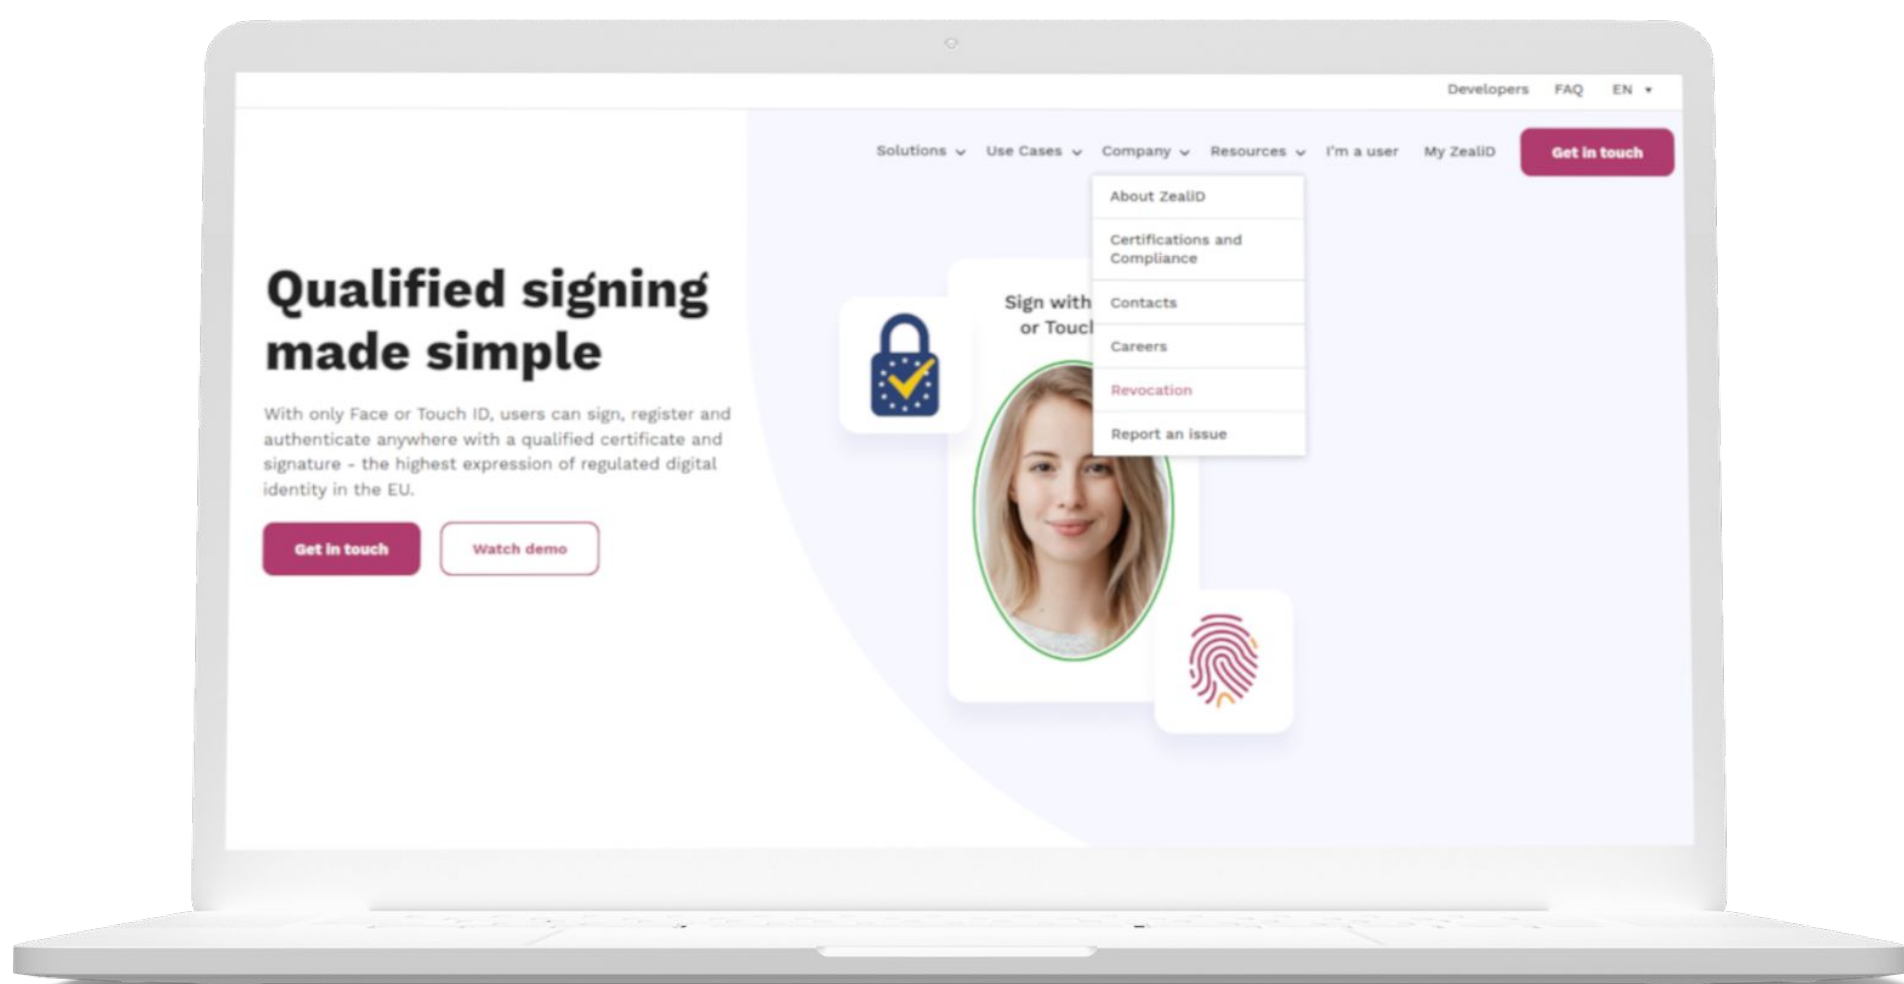 Developers FAQ EN
Solutions Use Cases Company Resources I'm a user My ZealiD Get in touch
About ZealiD
Certifications and
Compliance
Contacts
Careers
Revocation
Report an issue
Qualified signing
made simple
With only Face or Touch ID, users can sign, register and
authenticate anywhere with a qualified certificate and
signature - the highest expression of regulated digital
identity in the EU.
Get in touch Watch demo
Sign with
or Touch